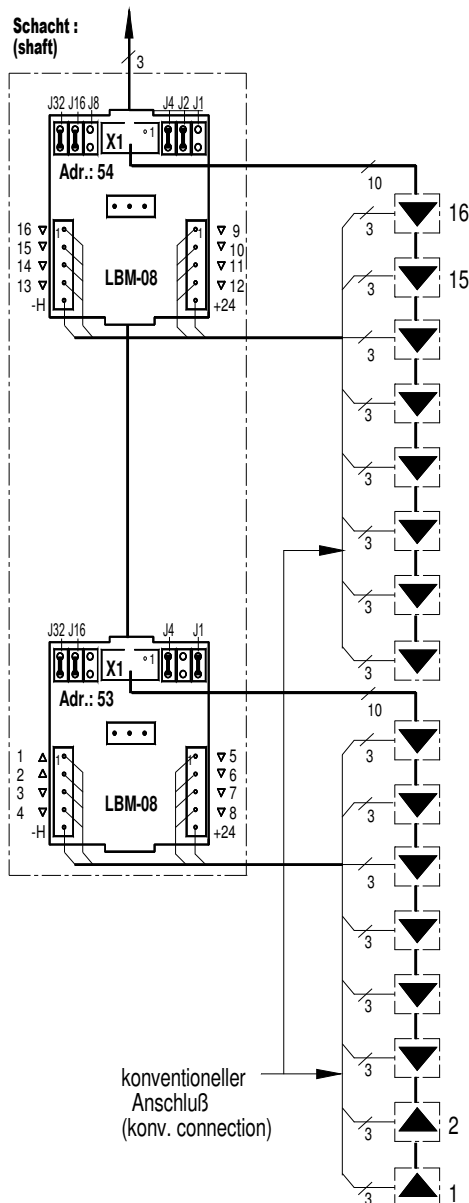 Schacht :
(shaft)
3
J32 J16 J8 J4 J2 J1
X1 1
Adr.: 54
10
16 1 1 9
15 10
14 LBM-08 11
13 12
-H +24
3 16
3 15
3
3
3
3
3
3
J32 J16 J4 J1
X1 1
Adr.: 53
10
1 1 5
2 6
3 LBM-08 7
4 8
-H +24
3
3
3
3
3
3
konventioneller
Anschluß
(konv. connection)
3 2
3 1